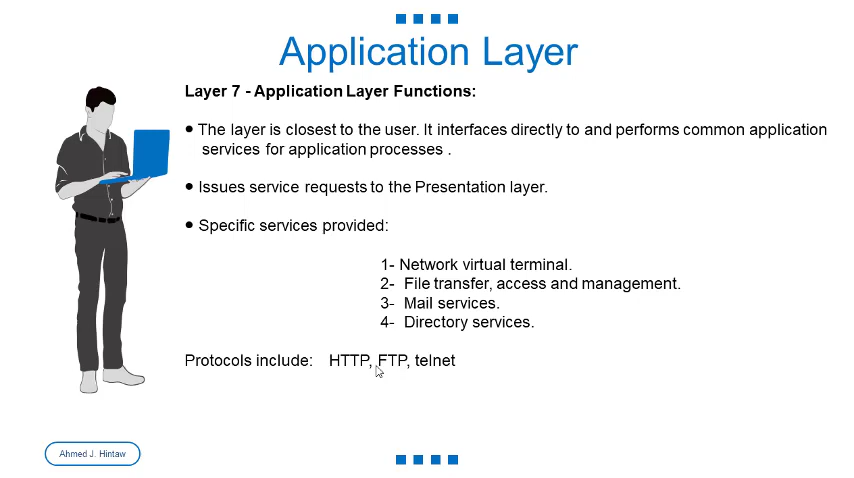 Application Layer
Layer 7 - Application Layer Functions:
● The layer is closest to the user. It interfaces directly to and performs common application
services for application processes .
● Issues service requests to the Presentation layer.
● Specific services provided:
1- Network virtual terminal.
2- File transfer, access and management.
3- Mail services.
4- Directory services.
Protocols include: HTTP, FTP, telnet
Ahmed J. Hintaw